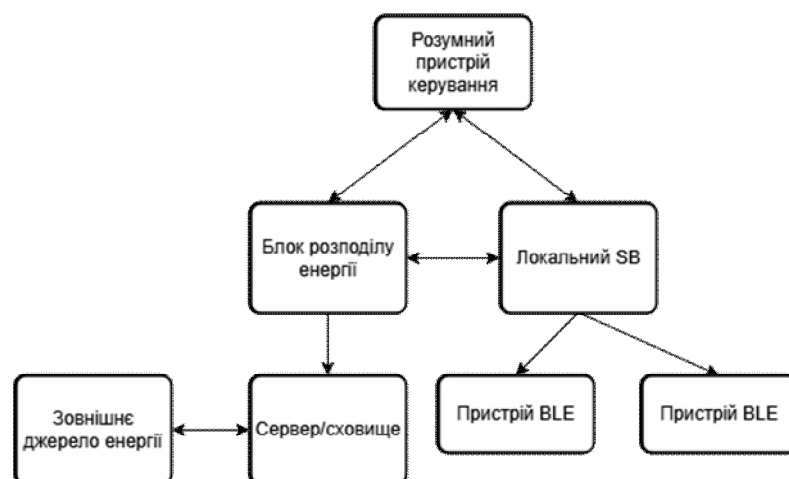 Розумний
пристрій
керування
Блок розподілу
енергії
Локальний SB
Зовнішнє
джерело енергії
Сервер/сховище
Пристрій BLE
Пристрій BLE